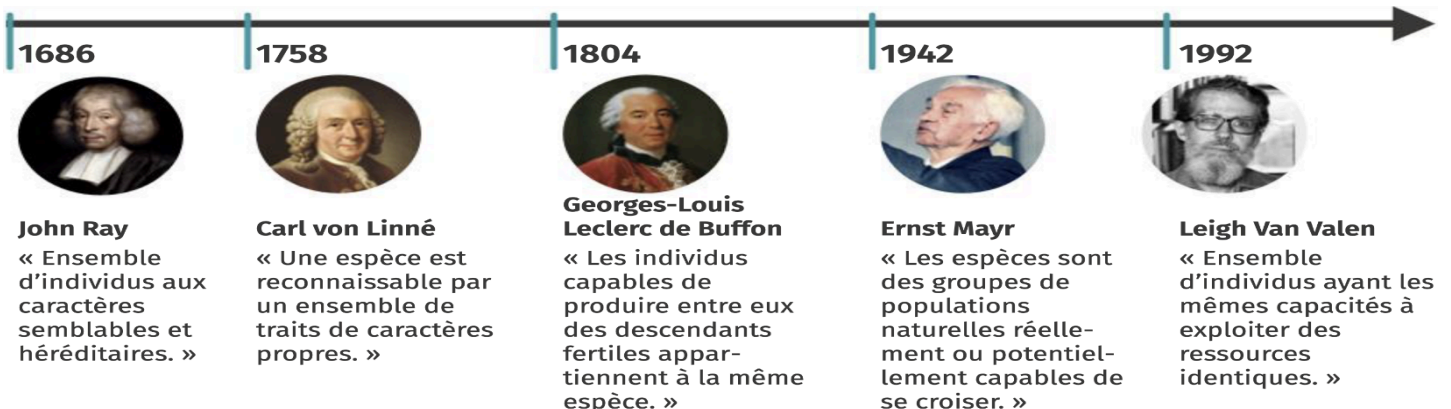 1686
1758
1804
1942
1992
John Ray
« Ensemble
d’individus aux
caractères
semblables et
héréditaires. »
Carl von Linné
« Une espèce est
reconnaissable par
un ensemble de
traits de caractères
propres. »
Georges-Louis
Leclerc de Buffon
« Les individus
capables de
produire entre eux
des descendants
fertiles appar-
tiennent à la même
espèce. »
Ernst Mayr
« Les espèces sont
des groupes de
populations
naturelles réelle-
ment ou potentiel-
lement capables de
se croiser. »
Leigh Van Valen
« Ensemble
d’individus ayant les
mêmes capacités à
exploiter des
ressources
identiques. »